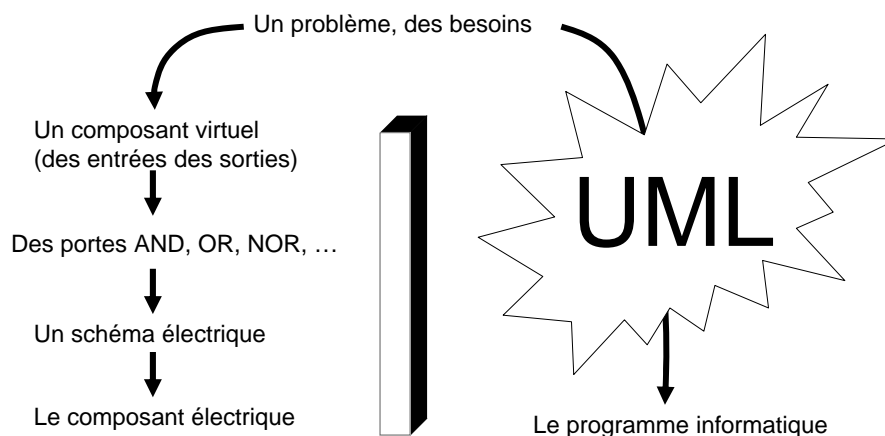 Un problème, des besoins
Un composant virtuel
(des entrées des sorties)
Des portes AND, OR, NOR, …
Un schéma électrique
Le composant électrique
UML
Le programme informatique